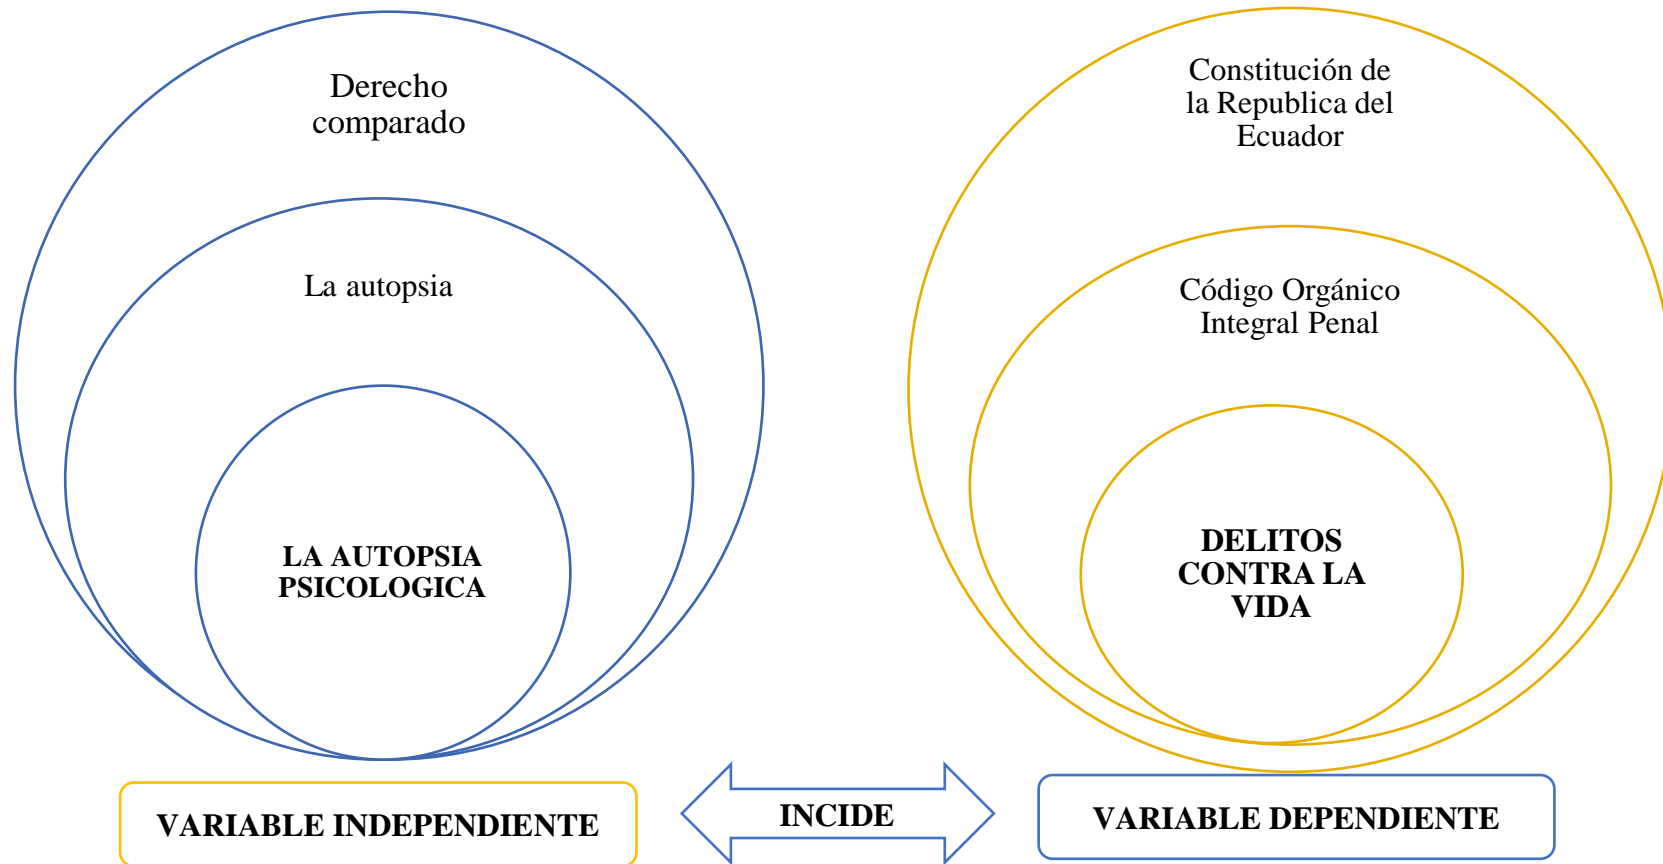 Derecho
comparado
La autopsia
LA AUTOPSIA
PSICOLOGICA
VARIABLE INDEPENDIENTE
INCIDE
Constitución de
la Republica del
Ecuador
Código Orgánico
Integral Penal
DELITOS
CONTRA LA
VIDA
VARIABLE DEPENDIENTE